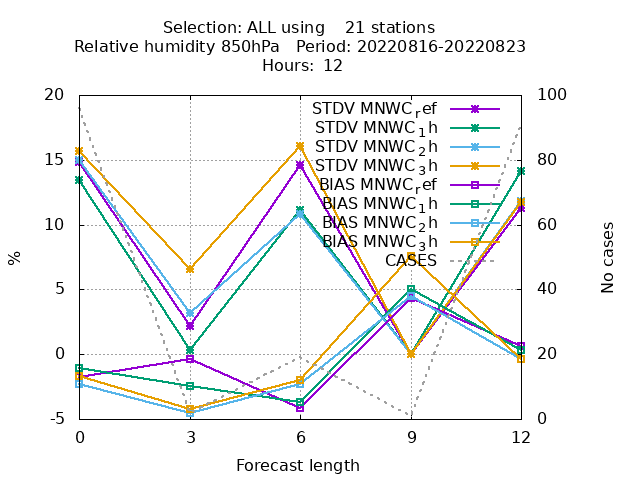 Selection: ALL using    21 stations
Relative humidity 850hPa   Period: 20220816-20220823
Hours:  12
20
15
10
5
0
-5
%
100
80
60
40
20
0
No cases
STDV MNWC_ref
STDV MNWC_1h
STDV MNWC_2h
STDV MNWC_3h
BIAS MNWC_ref
BIAS MNWC_1h
BIAS MNWC_2h
BIAS MNWC_3h
CASES
0 3 6 9 12
Forecast length